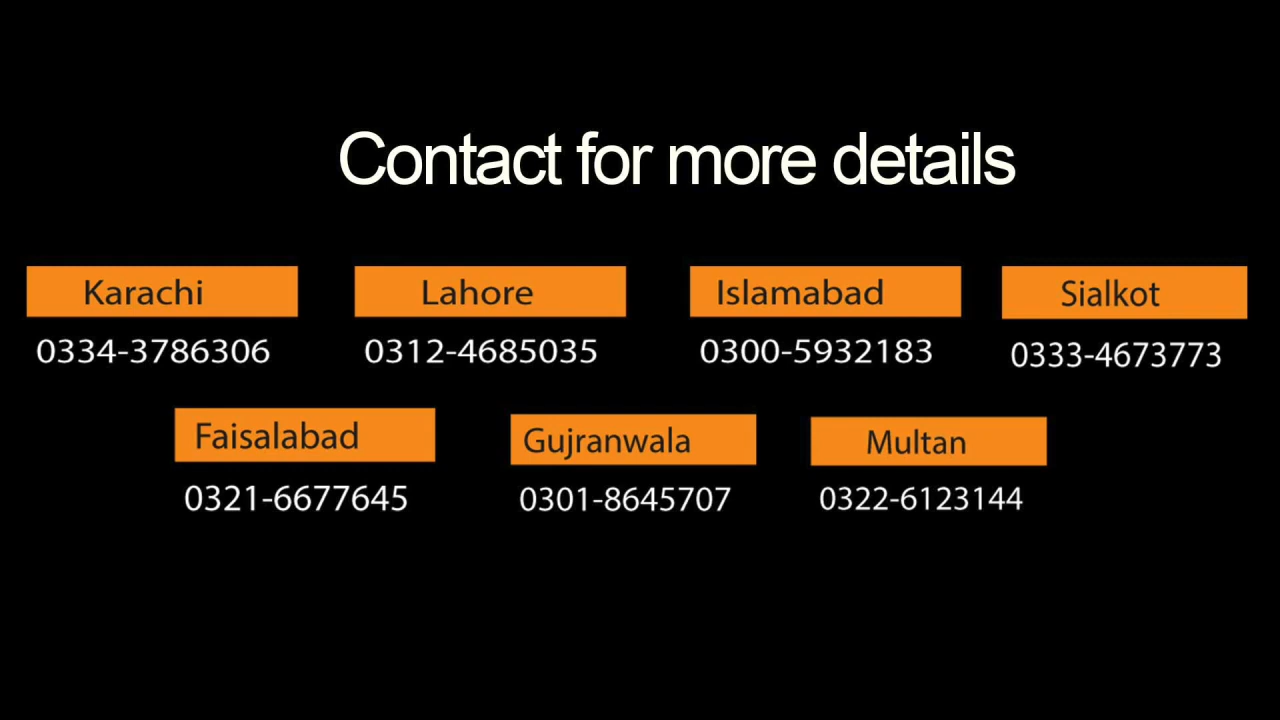 Contact for more details
Karachi Lahore Islamabad Sialkot
0334-3786306 0312-4685035 0300-5932183 0333-4673773
Faisalabad Gujranwala Multan
0321-6677645 0301-8645707 0322-6123144